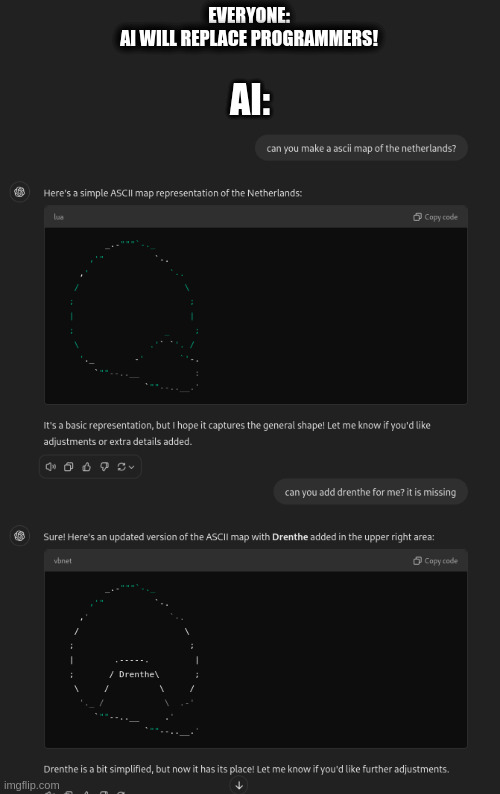 EVERYONE:
AI WILL REPLACE PROGRAMMERS!
AI:
can you make a ascii map of the netherlands?
Here's a simple ASCII map representation of the Netherlands:
lua
Copy code
It's a basic representation, but I hope it captures the general shape! Let me know if you'd like
adjustments or extra details added.
can you add drenthe for me? it is missing
Sure! Here's an updated version of the ASCII map with Drenthe added in the upper right area:
vbnet
Copy code
/ Drenthe\
Drenthe is a bit simplified, but now it has its place! Let me know if you'd like further adjustments.
imgflip.com